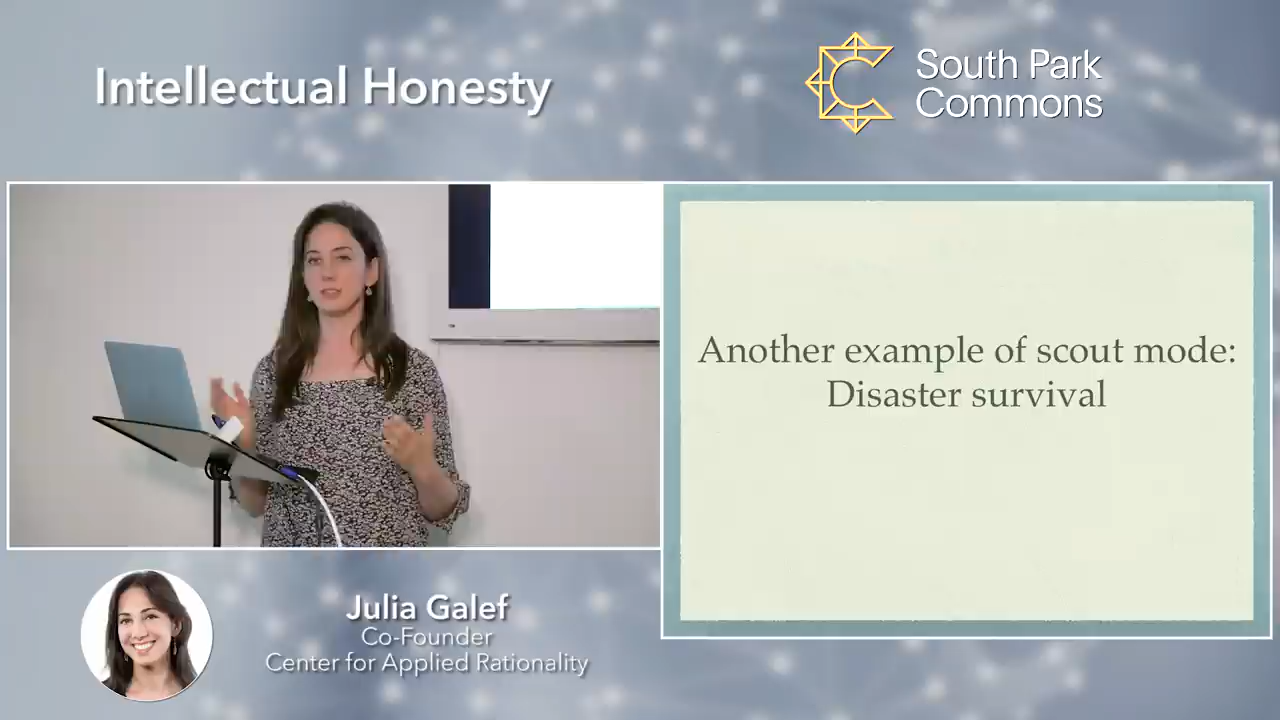 Intellectual Honesty
South Park
Commons
Another example of scout mode:
Disaster survival
Julia Galef
Co-Founder
Center for Applied Rationality